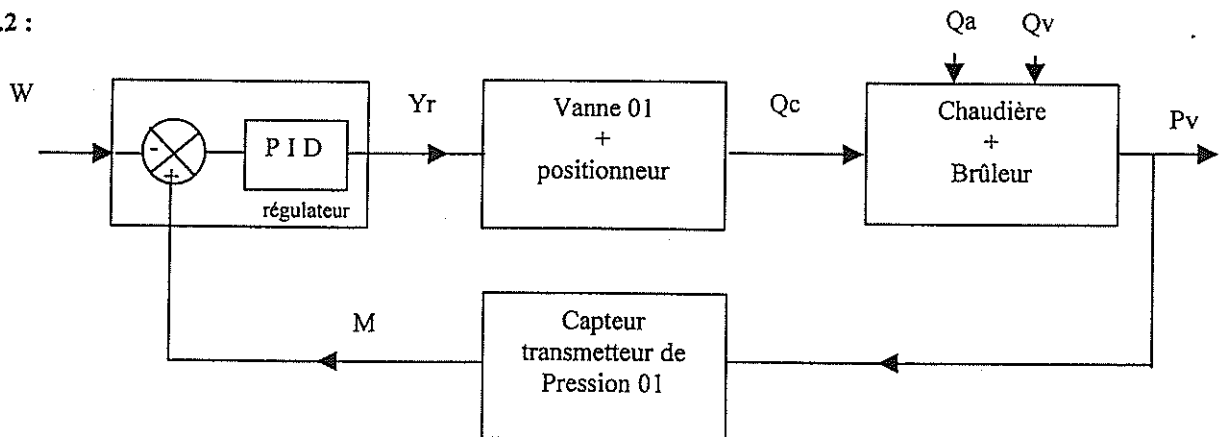 .2 :
Qa Qv
W
-
+
P I D
régulateur
Yr
Vanne 01
+
positionneur
Qc
Chaudière
+
Brûleur
Pv
M
Capteur
transmetteur de
Pression 01